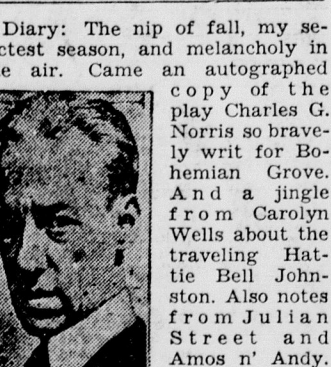 Diary: The nip of fall, my se-
ctest season, and melancholy in
e air. Came an autographed
copy of the
play Charles G.
Norris so brave-
ly writ for Bo-
hemian Grove.
And a jingle
from Carolyn
Wells about the
traveling Hat-
tie Bell John-
ston. Also notes
from Julian
Street and
Amos n' Andy.